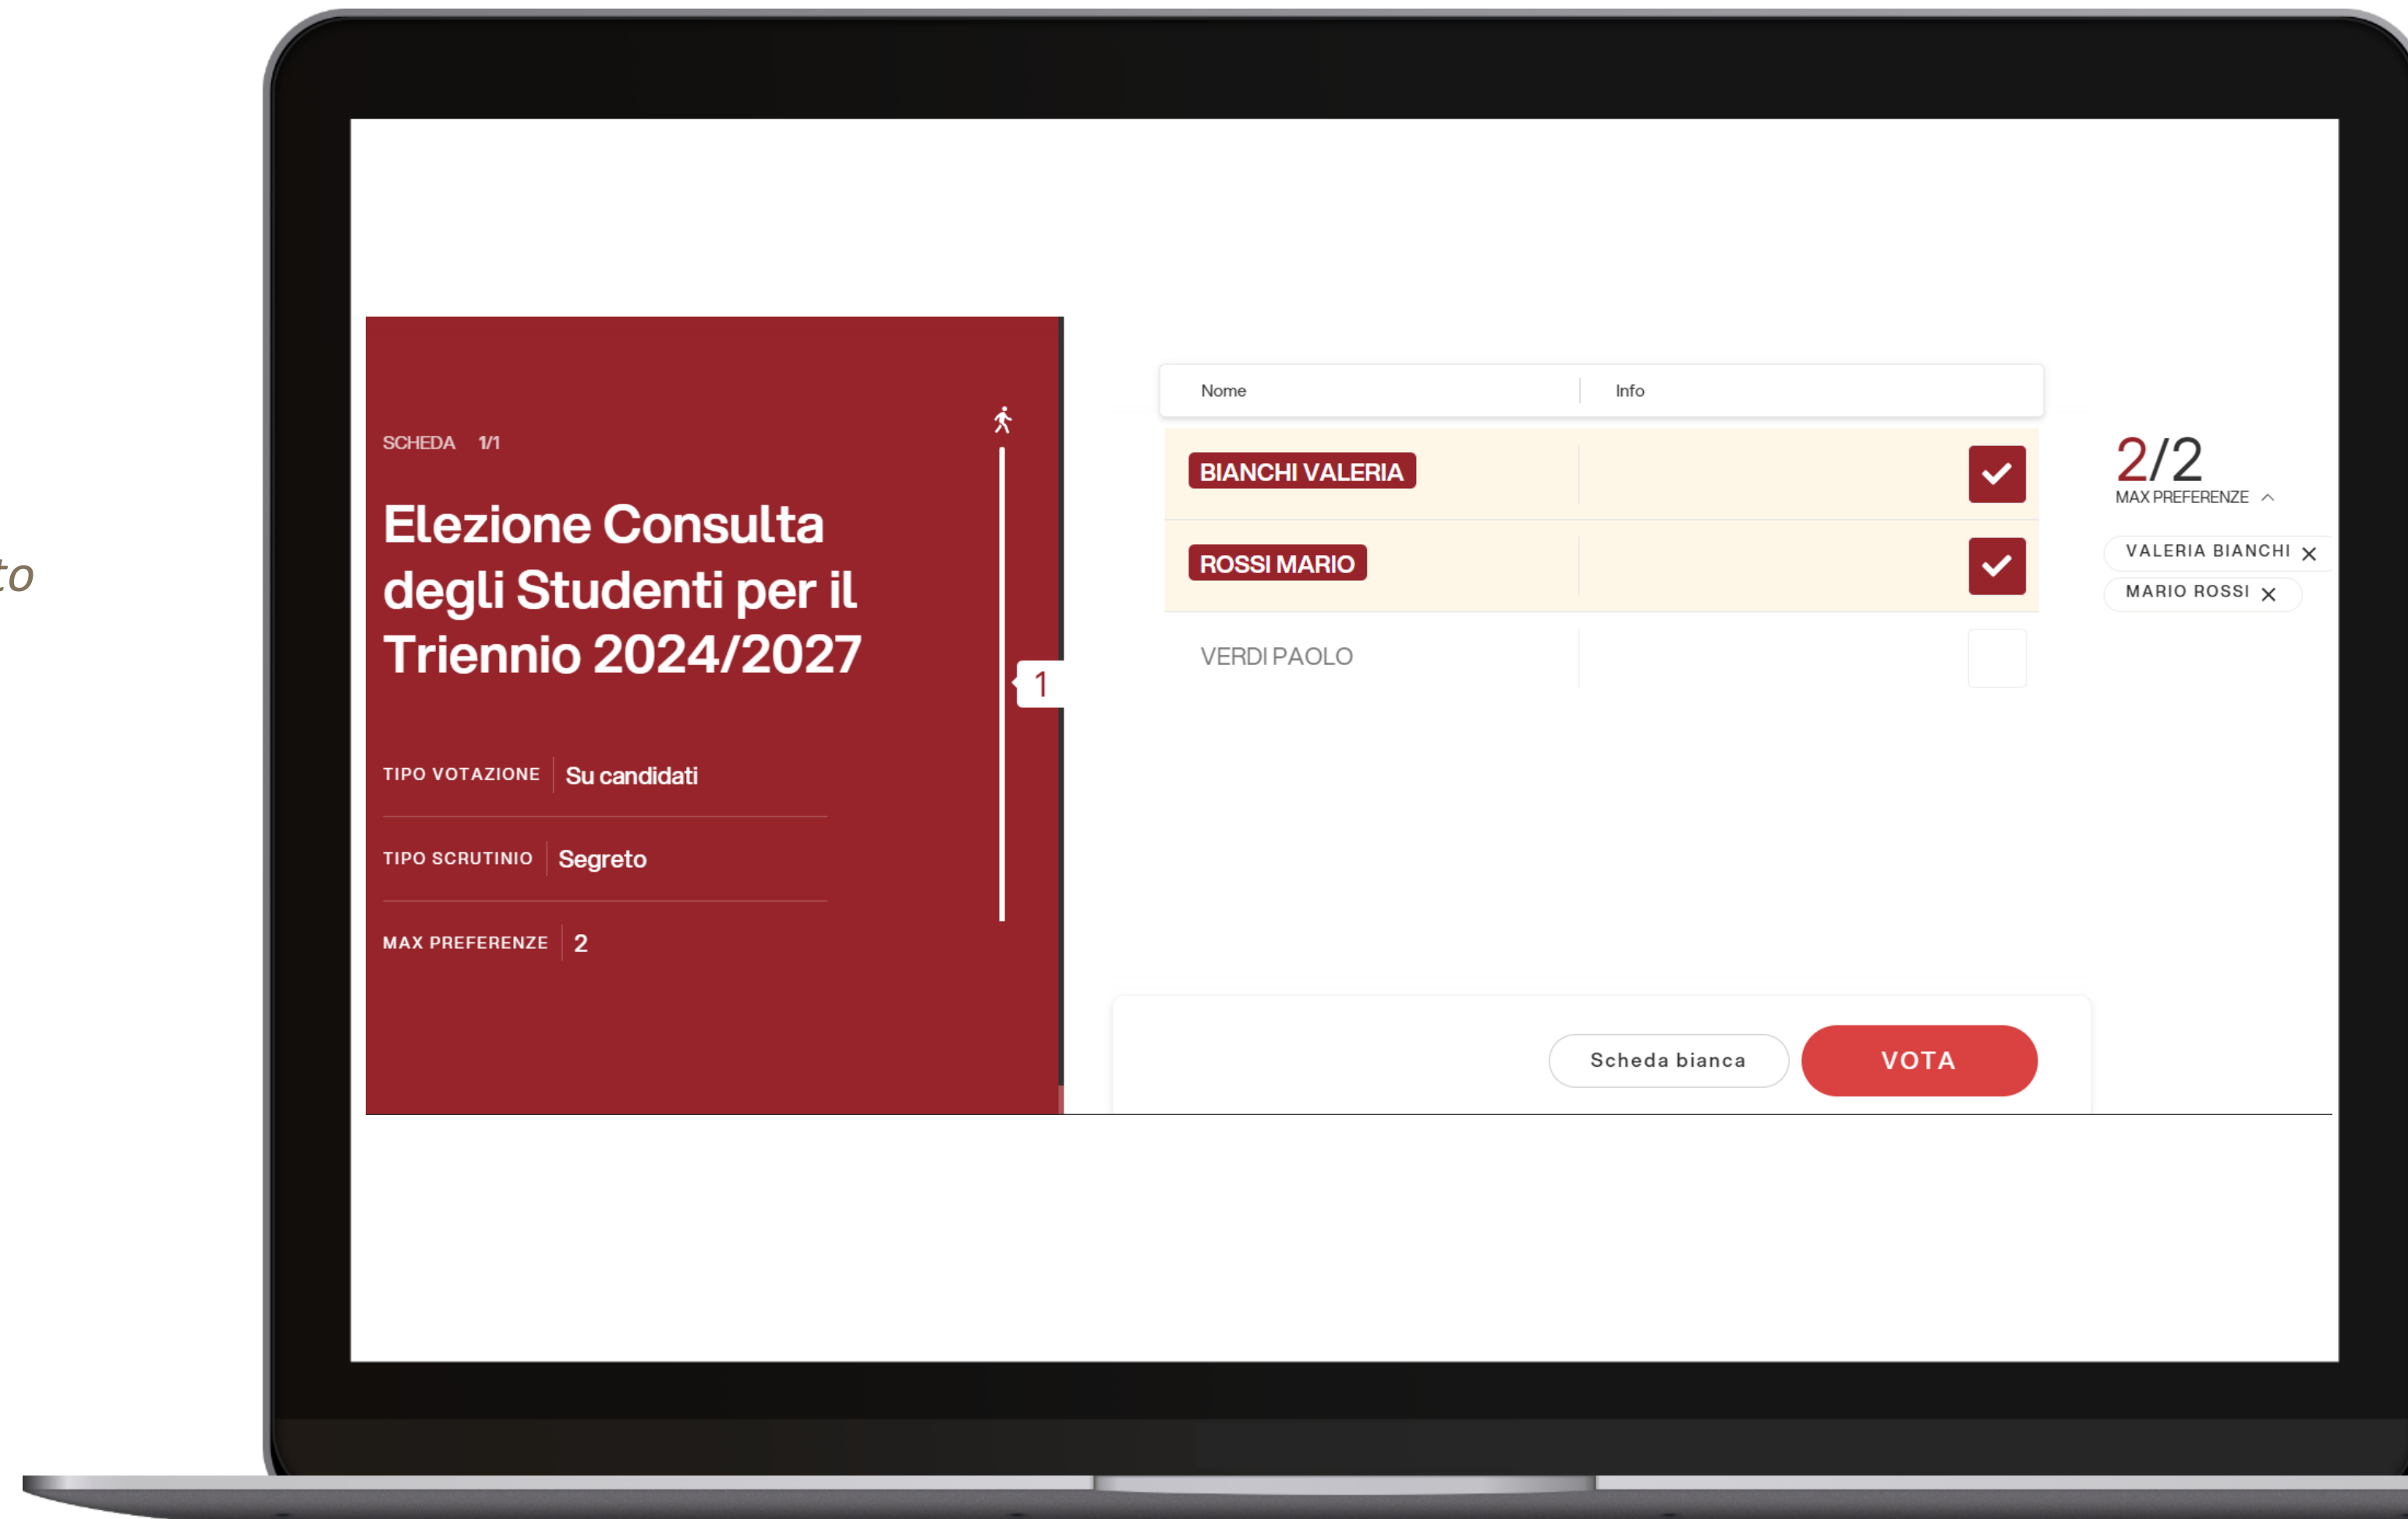 SCHEDA 1/1
Elezione Consulta
degli Studenti per il
Triennio 2024/2027
1
TIPO VOTAZIONE Su candidati
TIPO SCRUTINIO Segreto
MAX PREFERENZE 2
Nome Info
BIANCHI VALERIA
ROSSI MARIO
VERDI PAOLO
2/2
MAX PREFERENZE
VALERIA BIANCHI
MARIO ROSSI
Scheda bianca VOTA